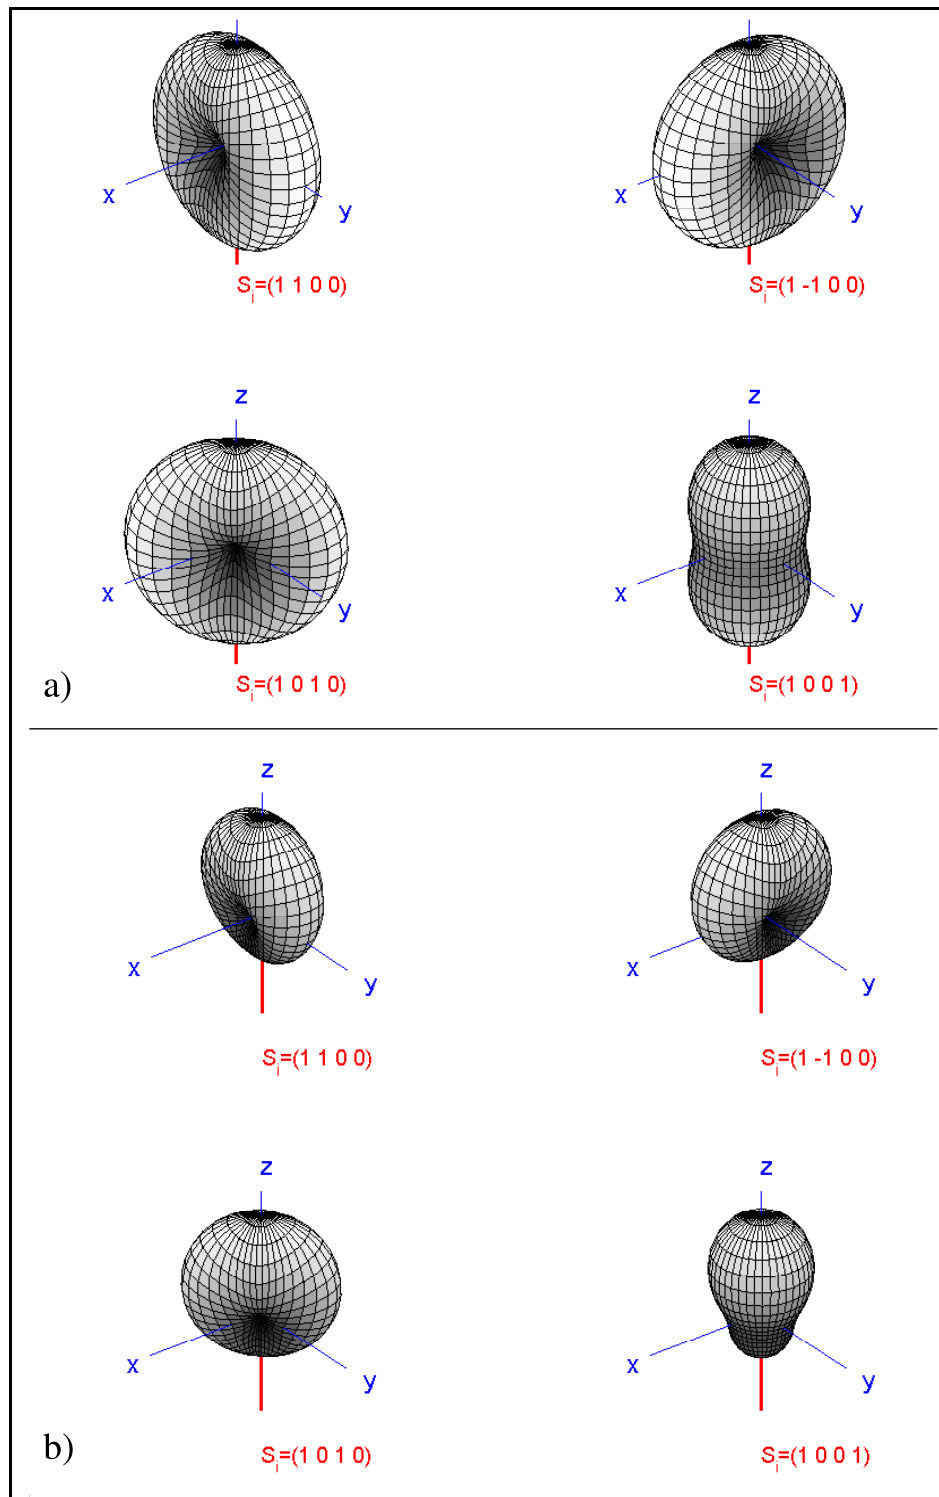 x
y
S_i=(1 1 0 0)
x
y
S_i=(1 -1 0 0)
z
x
y
S_i=(1 0 1 0)
z
x
y
S_i=(1 0 0 1)
a)
z
x
y
S_i=(1 1 0 0)
z
x
y
S_i=(1 -1 0 0)
z
x
y
S_i=(1 0 1 0)
z
x
y
S_i=(1 0 0 1)
b)